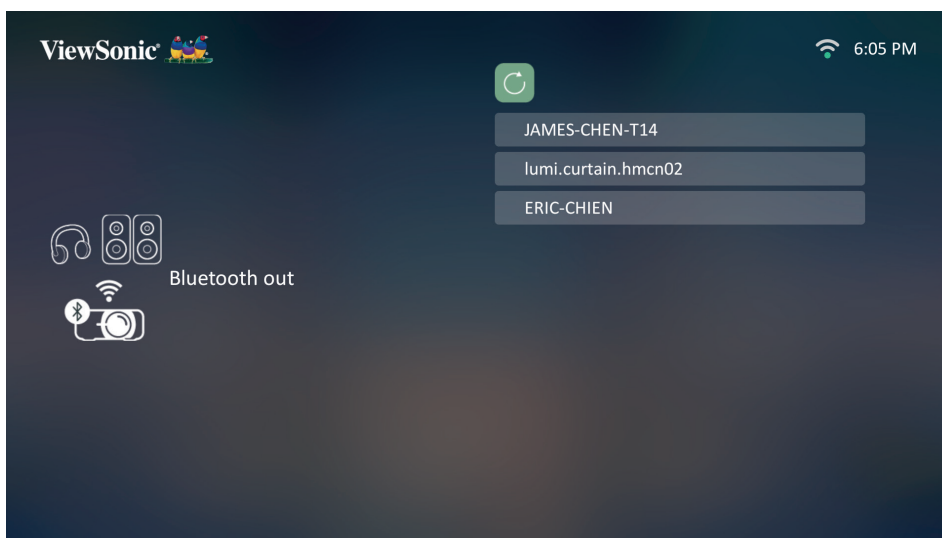 ViewSonic
6:05 PM
JAMES-CHEN-T14
lumi.curtain.hmcn02
ERIC-CHIEN
Bluetooth out